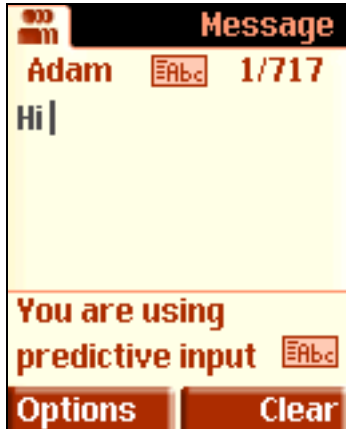 Message
Adam Abc 1/717
Hi
You are using
predictive input Abc
Options Clear